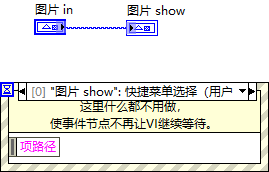 图片 in
图片 show
[0] "图片 show": 快捷菜单选择（用户
这里什么都不用做，
使事件节点不再让VI继续等待。
项路径